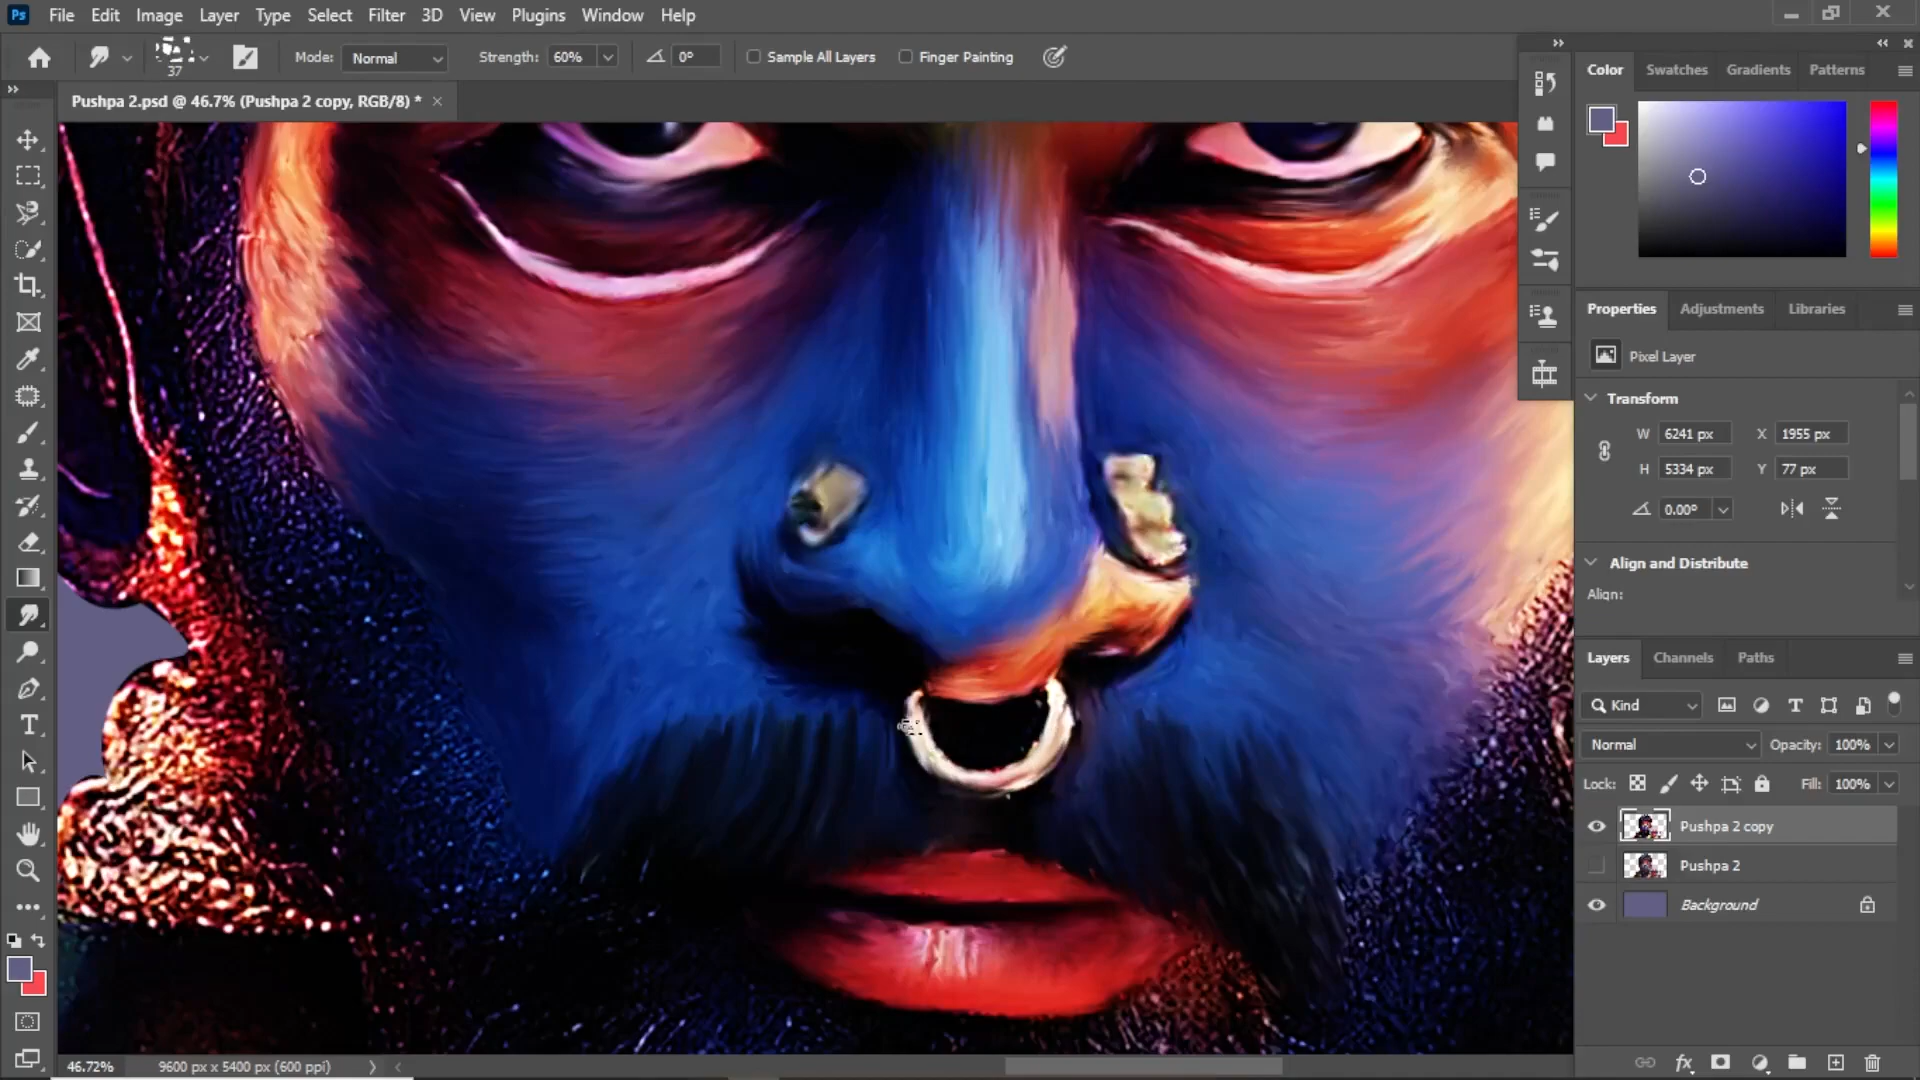 Ps File Edit Image Layer Type Select Filter 3D View Plugins Window Help
37 Mode: Normal Strength: 60% 0° Sample All Layers Finger Painting
Pushpa 2.psd @ 46.7% (Pushpa 2 copy, RGB/8) *
Color Swatches Gradients Patterns
Properties Adjustments Libraries
Pixel Layer
Transform
W 6241 px X 1955 px
H 5334 px Y 77 px
0.00°
Align and Distribute
Align:
Layers Channels Paths
Kind
Normal Opacity: 100%
Lock: Fill: 100%
Pushpa 2 copy
Pushpa 2
Background
46.72% 9600 px x 5400 px (600 ppi)